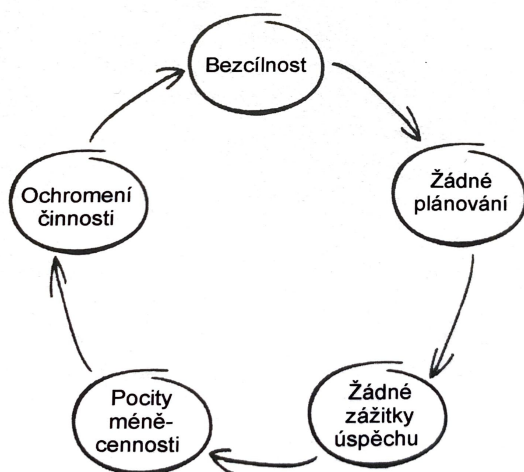 Bezcílnost
Žádné
plánování
Žádné
zážitky
úspěchu
Pocity
méně-
cennosti
Ochromení
činnosti